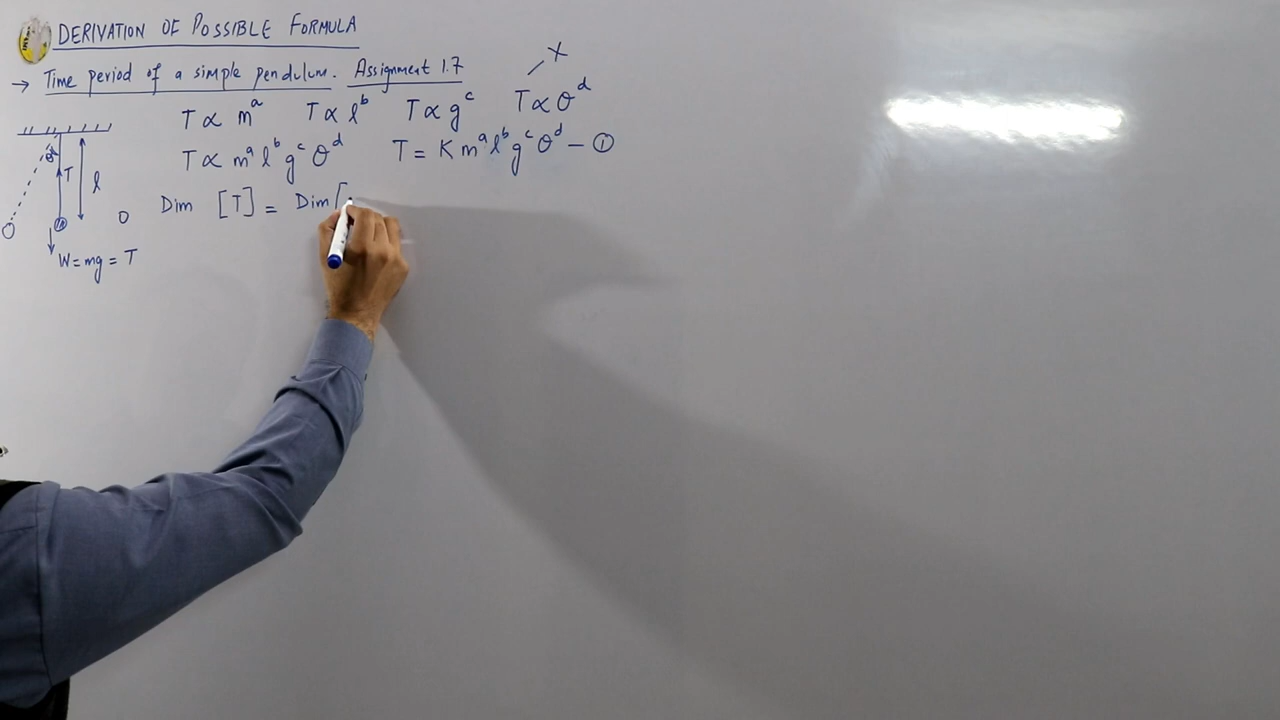 DERIVATION OF POSSIBLE FORMULA
→ Time period of a simple pendulum. Assignment 1.7
X
T ∝ m^a T ∝ l^b T ∝ g^c T ∝ θ^d
T ∝ m^a l^b g^c θ^d T = K m^a l^b g^c θ^d — ①
θ
T
l
m
O
Dim [T] = Dim [
W = mg = T